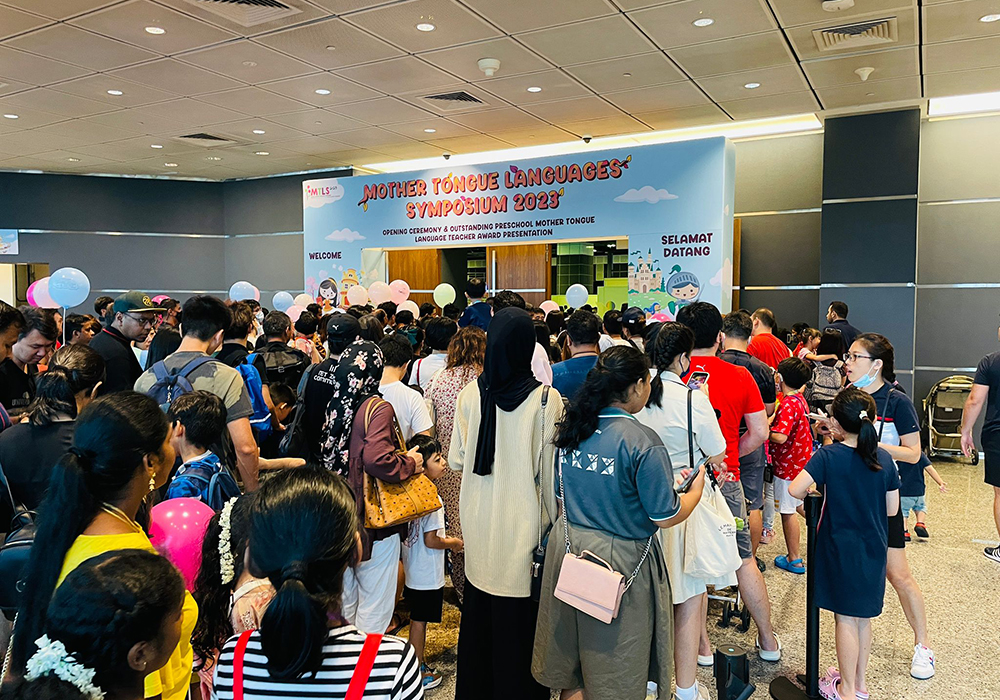 MTLS
MOTHER TONGUE LANGUAGES
SYMPOSIUM 2023
OPENING CEREMONY & OUTSTANDING PRESCHOOL MOTHER TONGUE
LANGUAGE TEACHER AWARD PRESENTATION
WELCOME
SELAMAT
DATANG